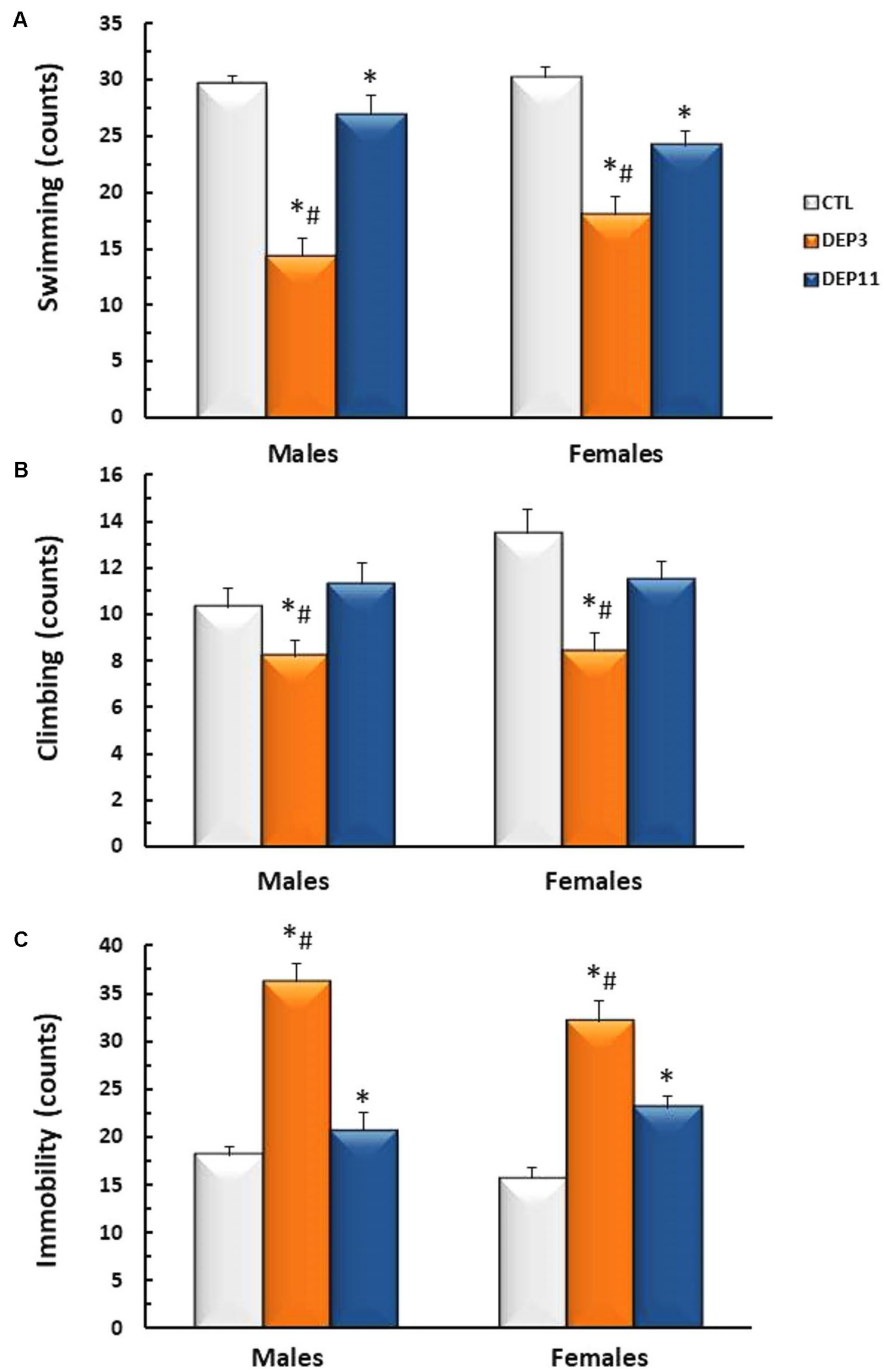 A
Swimming (counts)
35
30
25
20
15
10
5
0
*
*#
*
*#
*
CTL
DEP3
DEP11
Males
Females
B
Climbing (counts)
16
14
12
10
8
6
4
2
0
*#
*#
Males
Females
C
Immobility (counts)
40
35
30
25
20
15
10
5
0
*#
*
*#
*
Males
Females